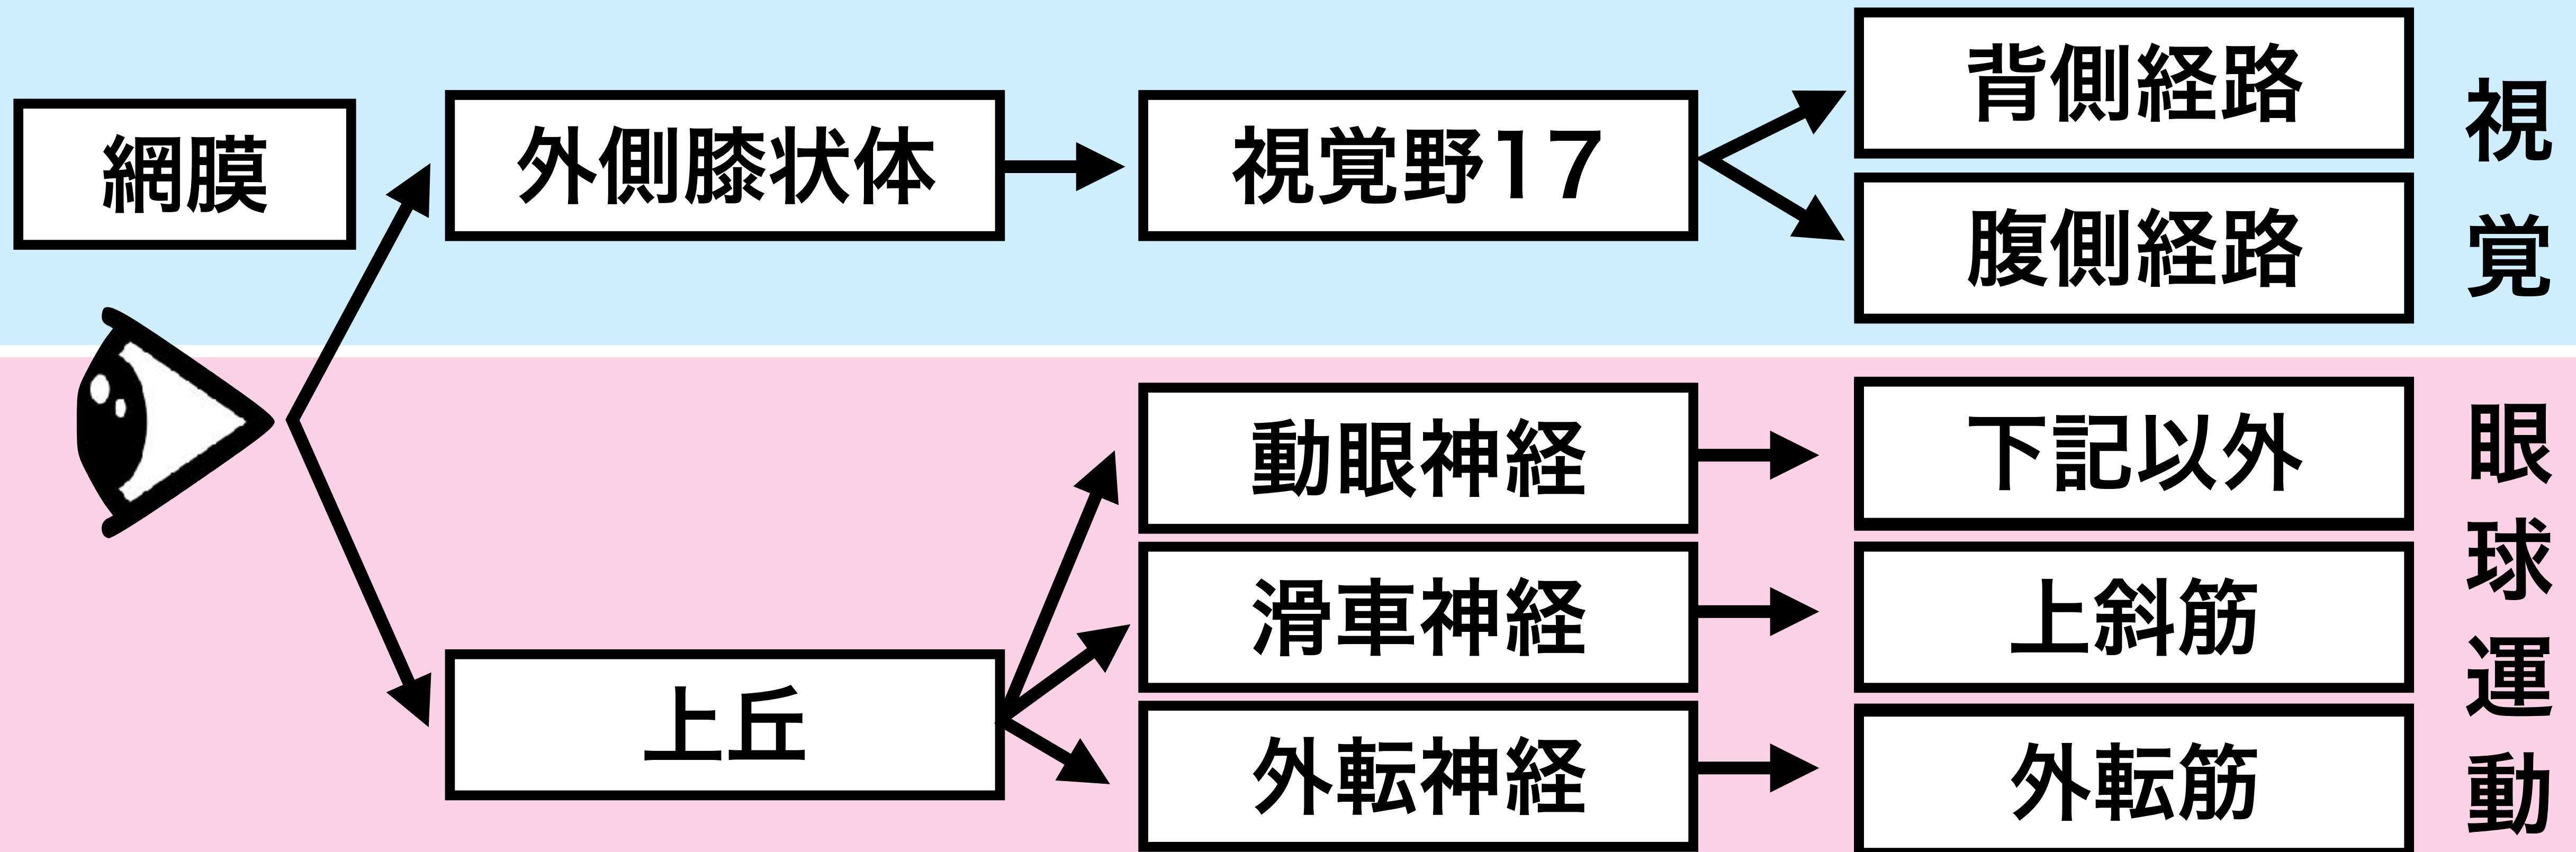 網膜
外側膝状体
視覚野17
背側経路
腹側経路
視覚
上丘
動眼神経
下記以外
滑車神経
上斜筋
外転神経
外転筋
眼球運動